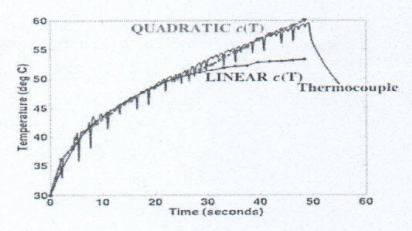 60
QUADRATIC c(T)
55
50
LINEAR c(T)
Thermocouple
45
40
35
30
0 10 20 30 40 50 60
Temperature (deg C)
Time (seconds)